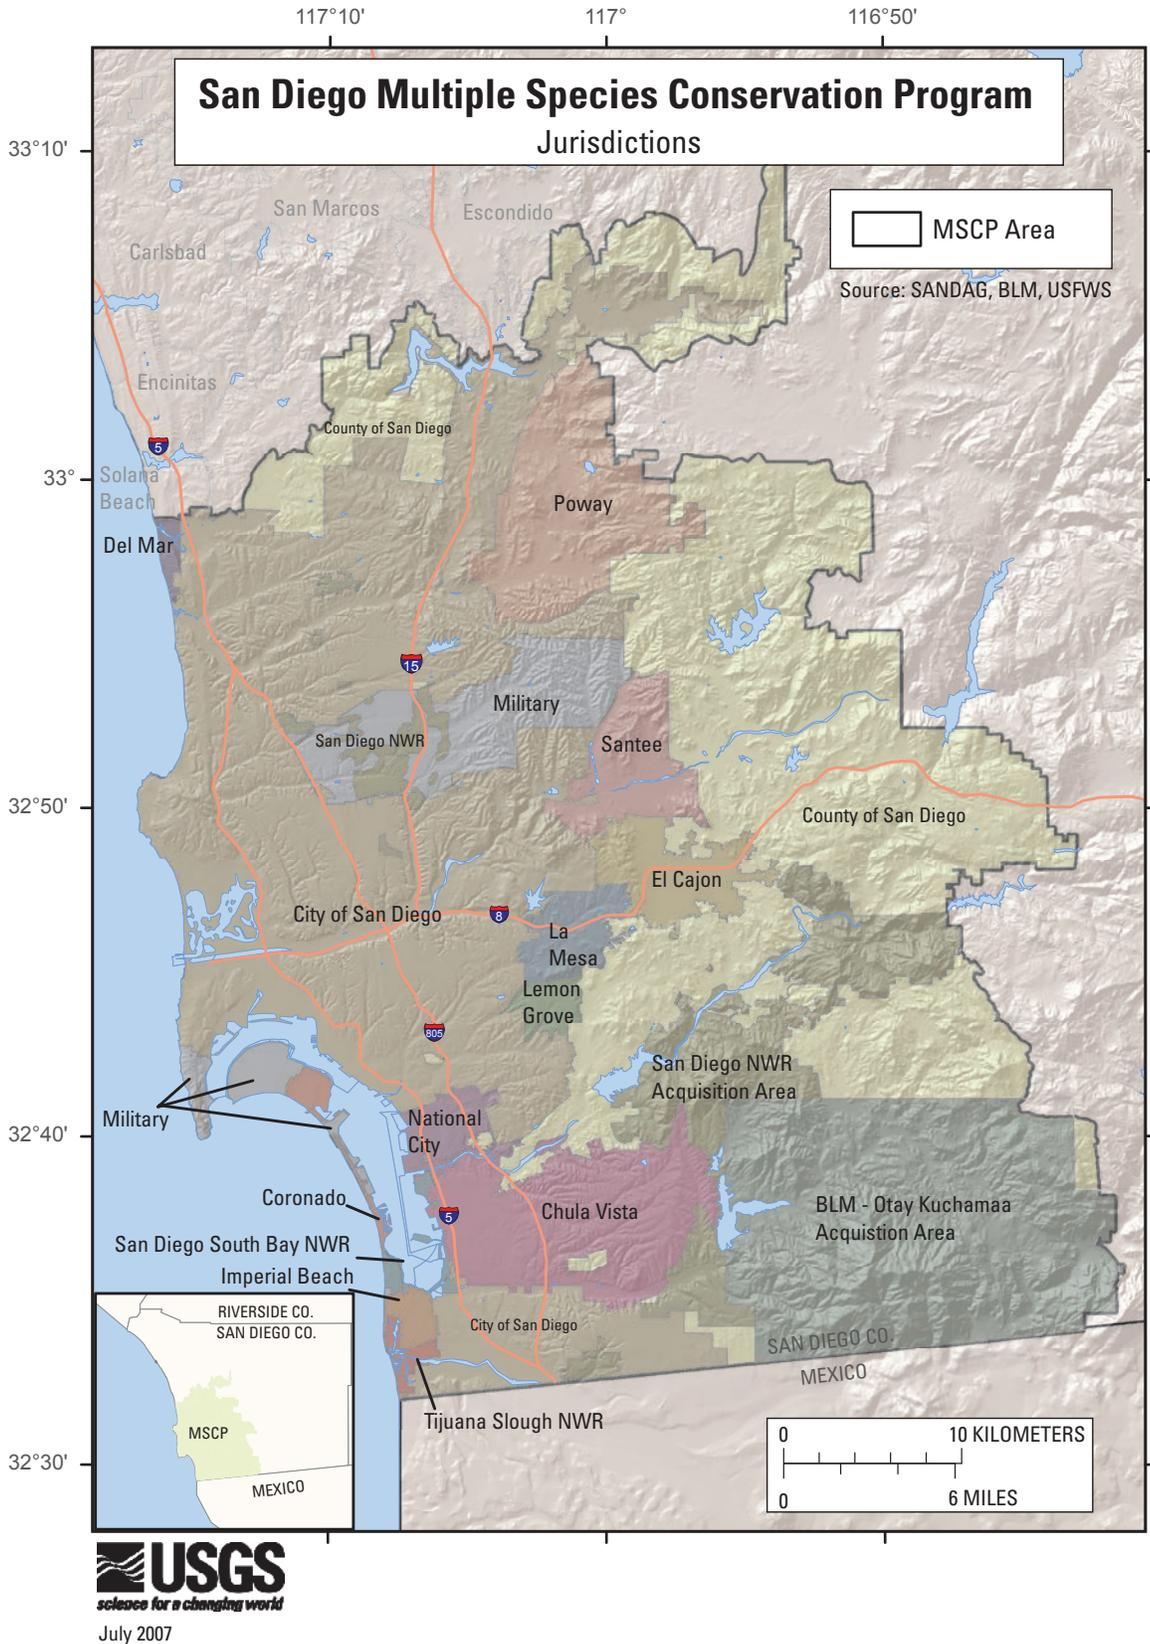 117°10'
117°
116°50'
San Diego Multiple Species Conservation Program
Jurisdictions
33°10'
MSCP Area
Source: SANDAG, BLM, USFWS
San Marcos
Escondido
Carlsbad
Encinitas
County of San Diego
5
33°
Solana
Beach
Poway
Del Mar
15
Military
San Diego NWR
Santee
32°50'
County of San Diego
El Cajon
City of San Diego
8
La
Mesa
Lemon
Grove
805
San Diego NWR
Acquisition Area
Military
National
City
32°40'
Coronado
5
Chula Vista
BLM - Otay Kuchamaa
Acquistion Area
San Diego South Bay NWR
Imperial Beach
City of San Diego
SAN DIEGO CO.
MEXICO
Tijuana Slough NWR
RIVERSIDE CO.
SAN DIEGO CO.
MSCP
MEXICO
32°30'
0
10 KILOMETERS
0
6 MILES
USGS
science for a changing world
July 2007